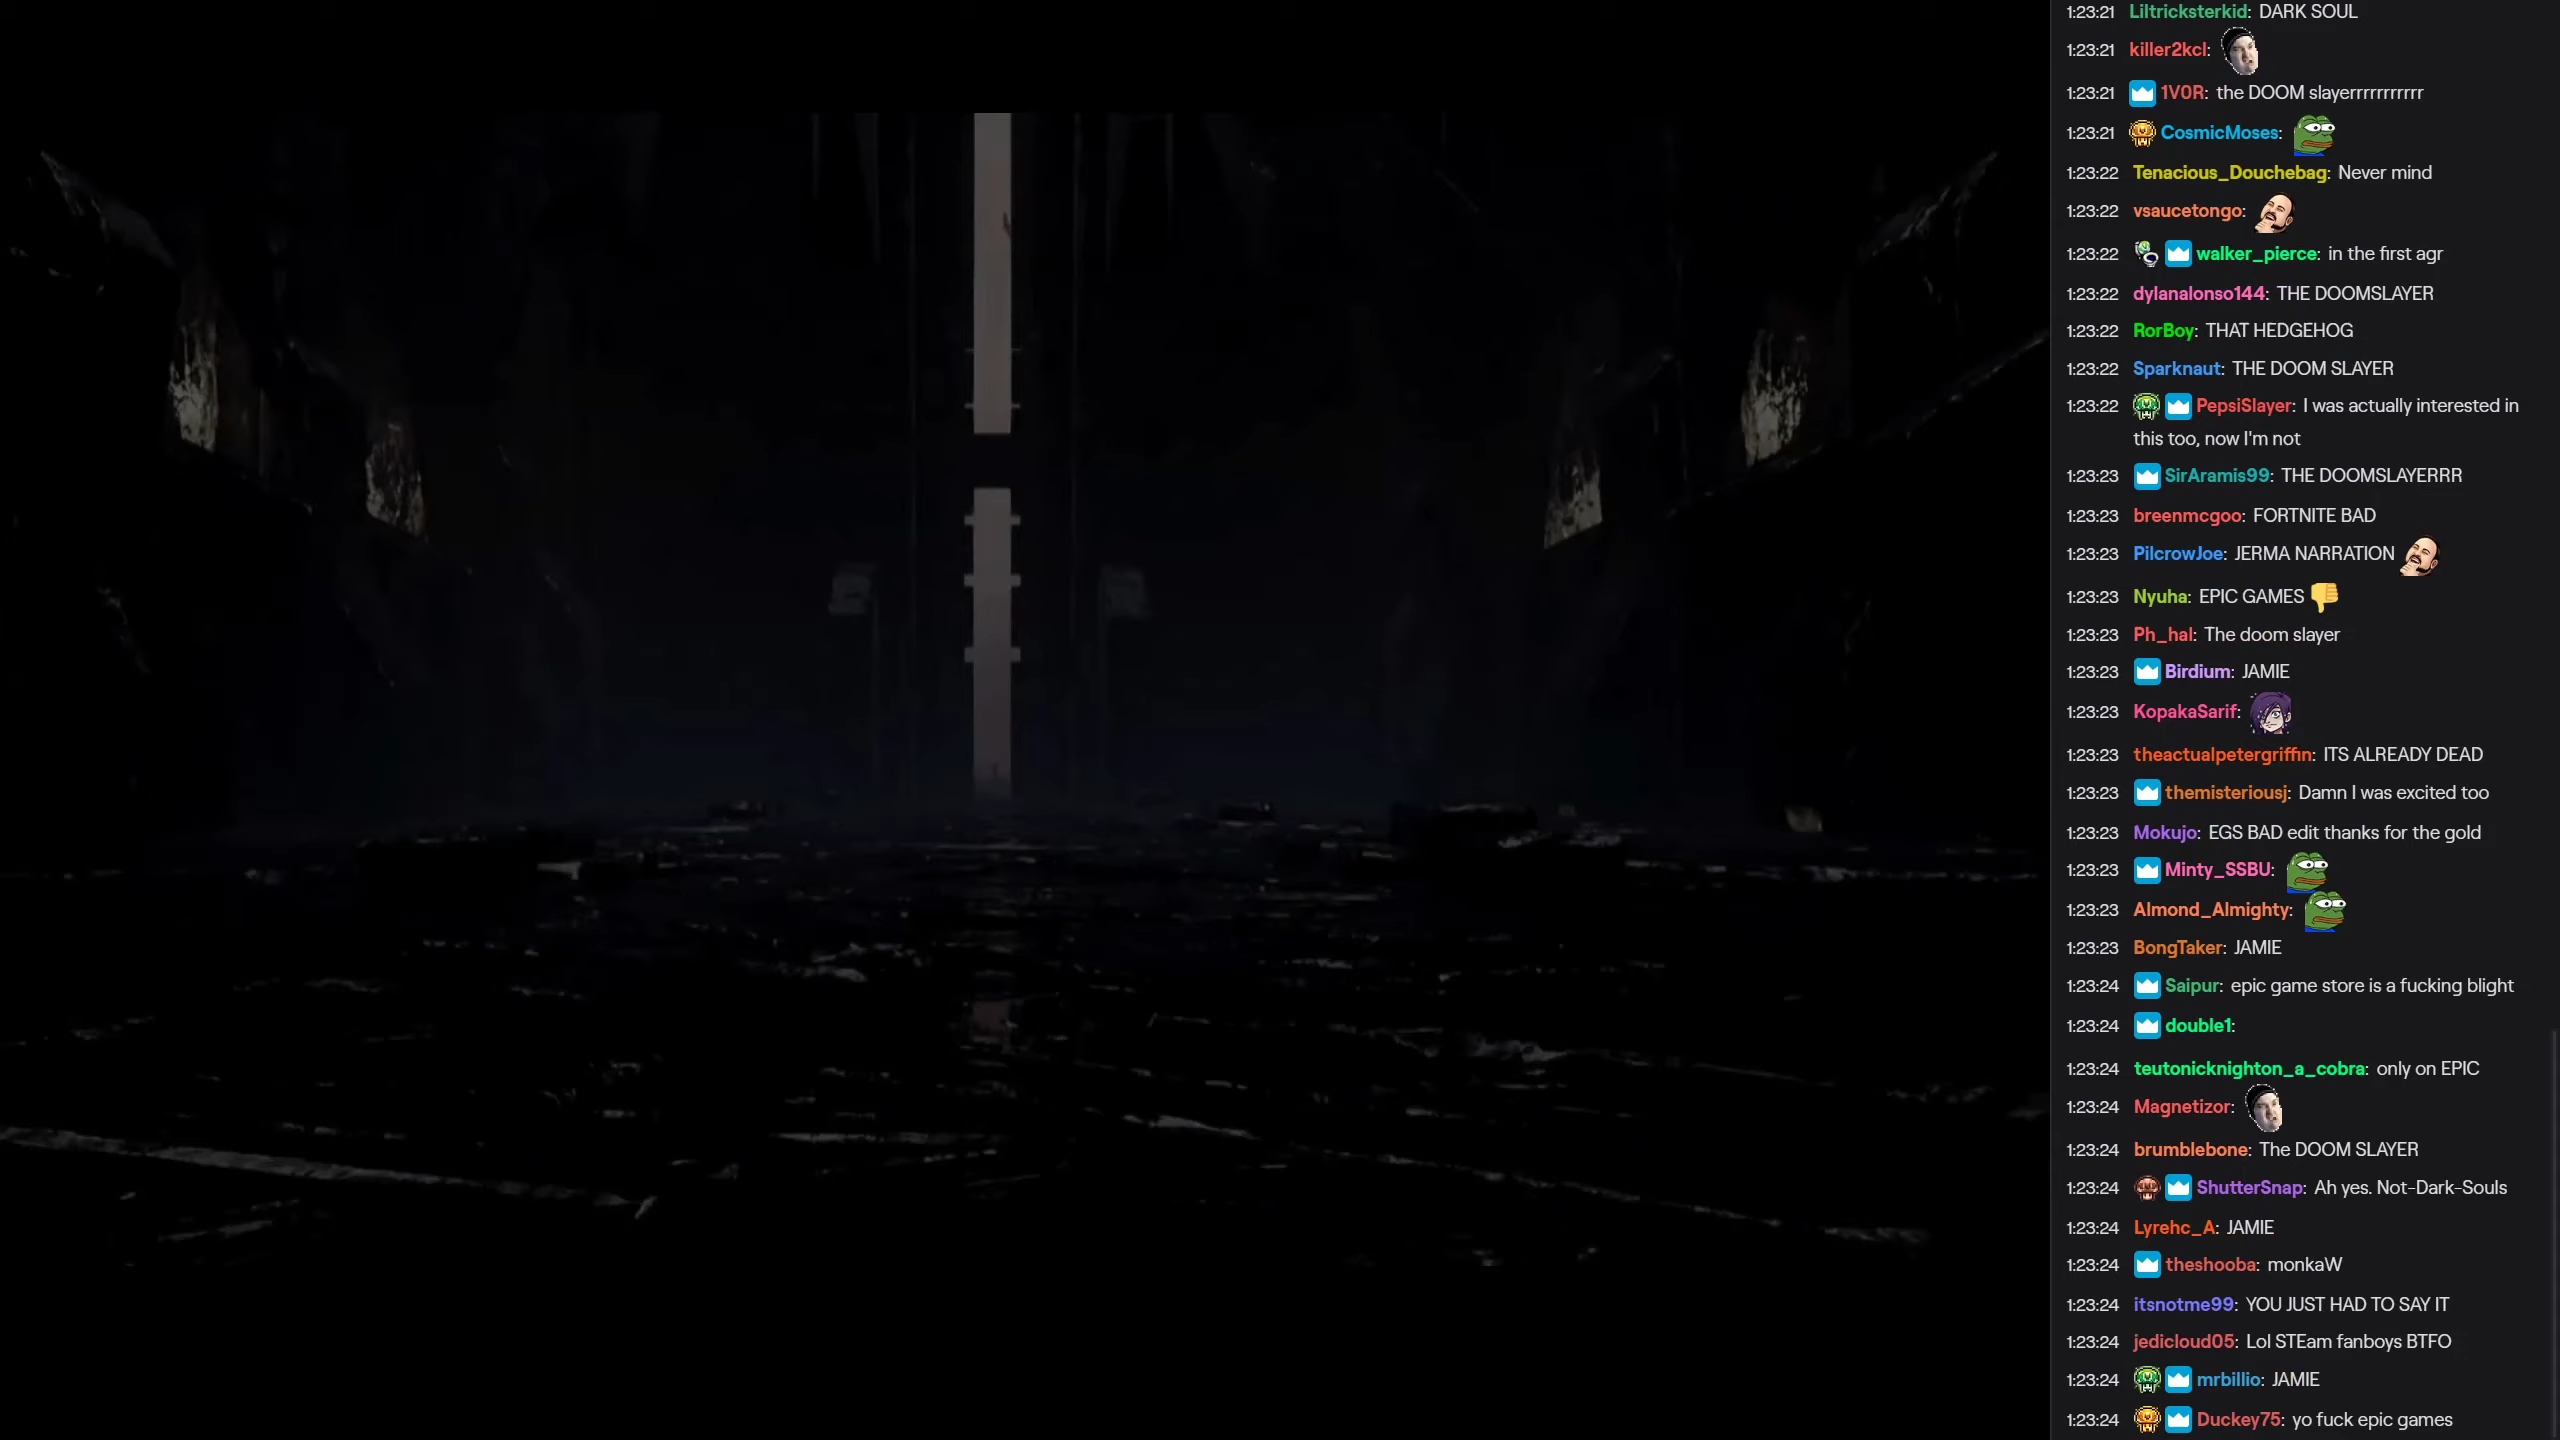 1:23:21 Liltricksterkid: DARK SOUL
1:23:21 killer2kcl:
1:23:21 1V0R: the DOOM slayerrrrrrrrrrr
1:23:21 CosmicMoses:
1:23:22 Tenacious_Douchebag: Never mind
1:23:22 vsaucetongo:
1:23:22 walker_pierce: in the first agr
1:23:22 dylanalonso144: THE DOOMSLAYER
1:23:22 RorBoy: THAT HEDGEHOG
1:23:22 Sparknaut: THE DOOM SLAYER
1:23:22 PepsiSlayer: I was actually interested in
this too, now I'm not
1:23:23 SirAramis99: THE DOOMSLAYERRR
1:23:23 breenmcgoo: FORTNITE BAD
1:23:23 PilcrowJoe: JERMA NARRATION
1:23:23 Nyuha: EPIC GAMES 👎
1:23:23 Ph_hal: The doom slayer
1:23:23 Birdium: JAMIE
1:23:23 KopakaSarif:
1:23:23 theactualpetergriffin: ITS ALREADY DEAD
1:23:23 themisteriousj: Damn I was excited too
1:23:23 Mokujo: EGS BAD edit thanks for the gold
1:23:23 Minty_SSBU:
1:23:23 Almond_Almighty:
1:23:23 BongTaker: JAMIE
1:23:24 Saipur: epic game store is a fucking blight
1:23:24 double1:
1:23:24 teutonicknighton_a_cobra: only on EPIC
1:23:24 Magnetizor:
1:23:24 brumblebone: The DOOM SLAYER
1:23:24 ShutterSnap: Ah yes. Not-Dark-Souls
1:23:24 Lyrehc_A: JAMIE
1:23:24 theshooba: monkaW
1:23:24 itsnotme99: YOU JUST HAD TO SAY IT
1:23:24 jedicloud05: Lol STEam fanboys BTFO
1:23:24 mrbillio: JAMIE
1:23:24 Duckey75: yo fuck epic games